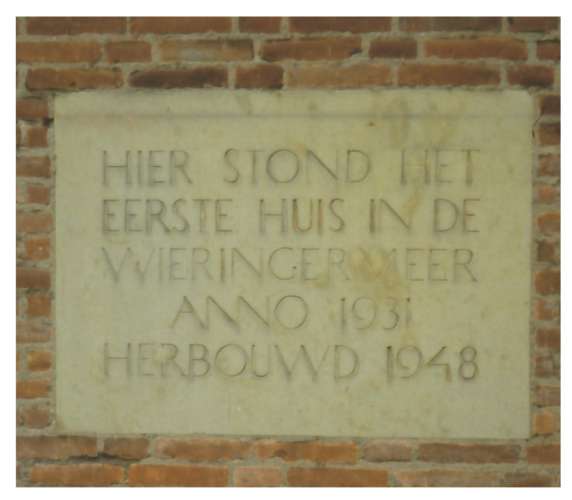 HIER STOND HET
EERSTE HUIS IN DE
WIERINGERMEER
ANNO 1931
HERBOUWD 1948